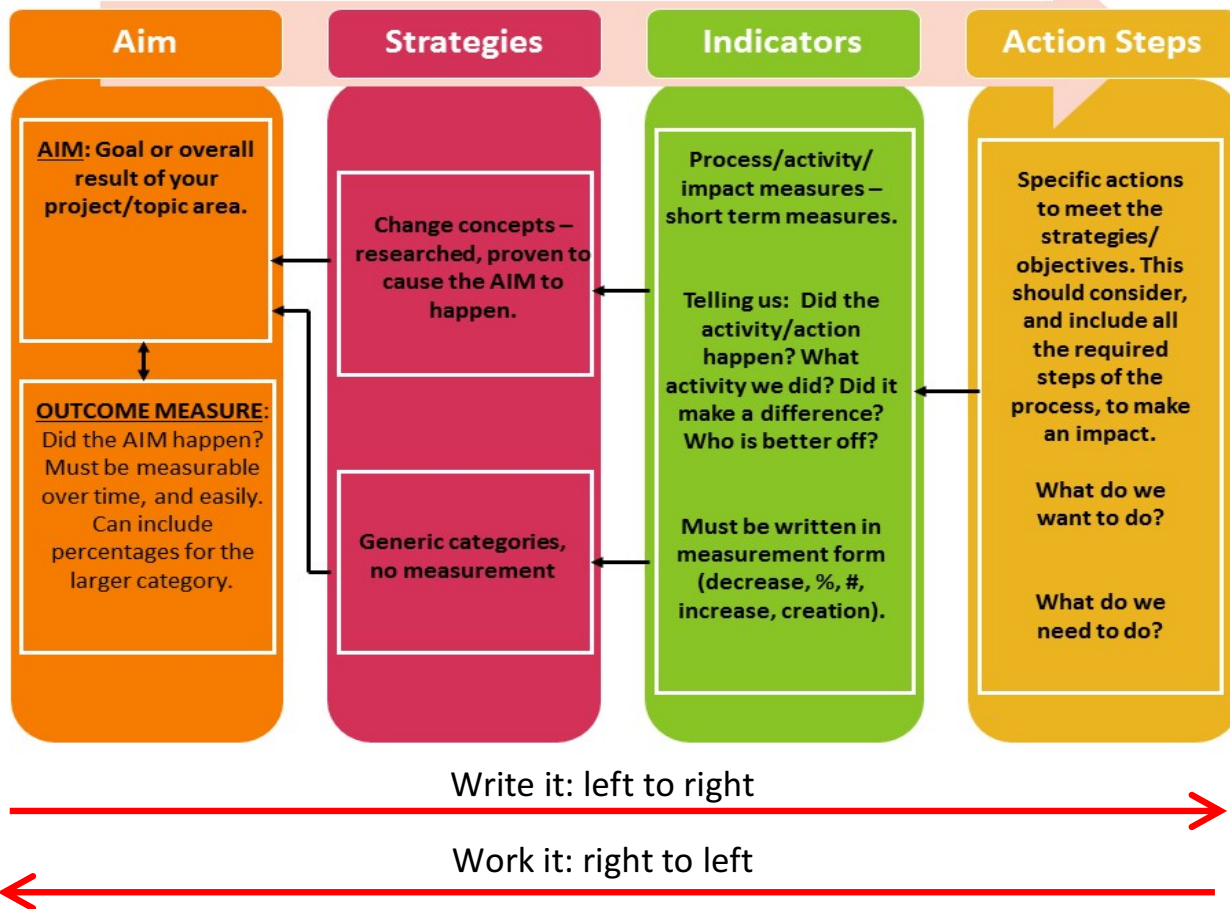 Aim
Strategies
Indicators
Action Steps
AIM: Goal or overall
result of your
project/topic area.
OUTCOME MEASURE:
Did the AIM happen?
Must be measurable
over time, and easily.
Can include
percentages for the
larger category.
Change concepts –
researched, proven to
cause the AIM to
happen.
Generic categories,
no measurement
Process/activity/
impact measures –
short term measures.
Telling us: Did the
activity/action
happen? What
activity we did? Did it
make a difference?
Who is better off?
Must be written in
measurement form
(decrease, %, #,
increase, creation).
Specific actions
to meet the
strategies/
objectives. This
should consider,
and include all
the required
steps of the
process, to make
an impact.
What do we
want to do?
What do we
need to do?
Write it: left to right
Work it: right to left